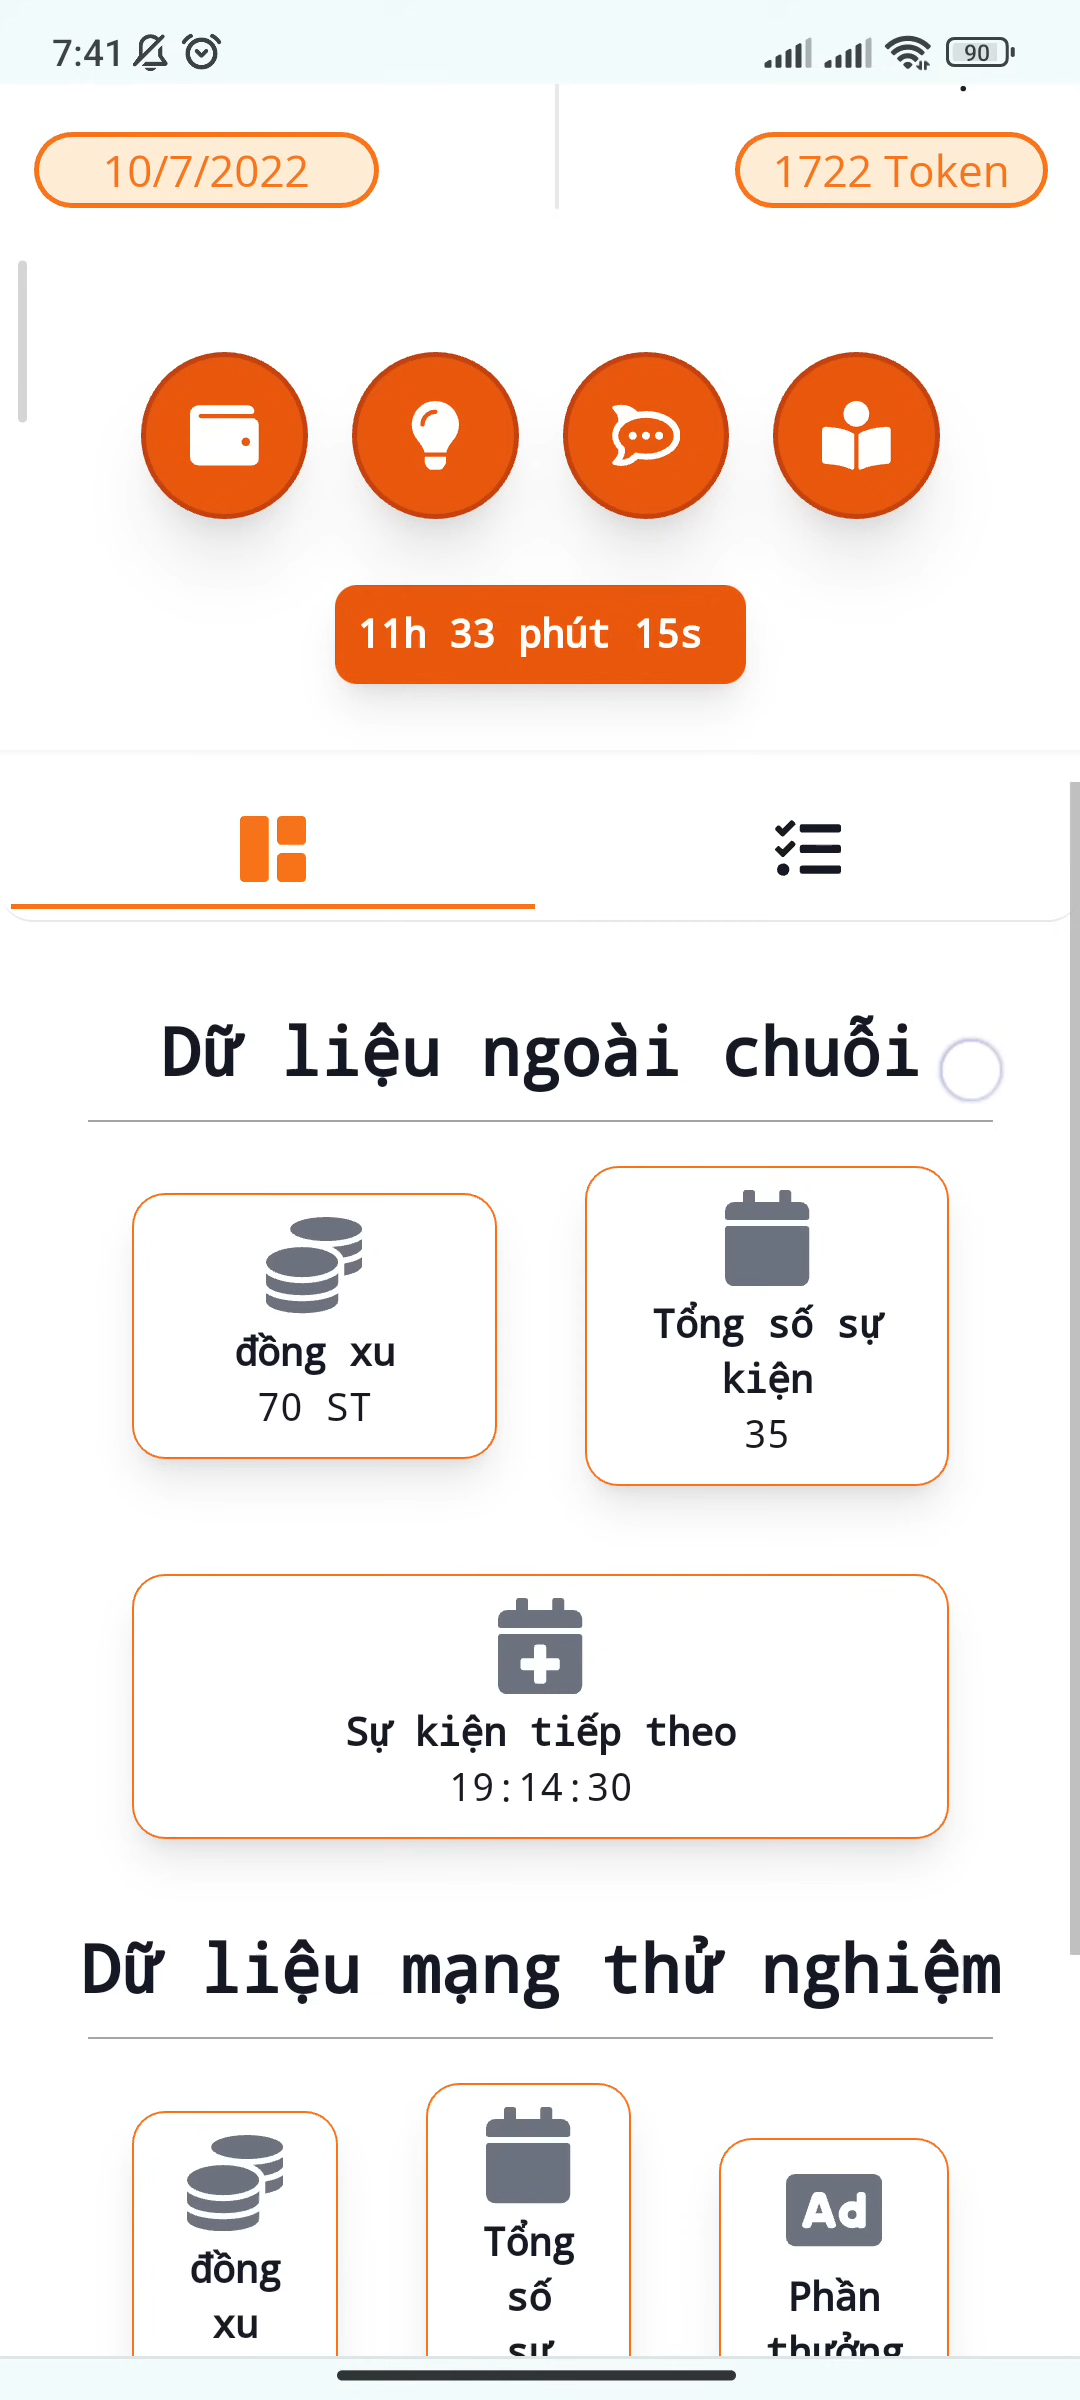 7:41
90
10/7/2022
1722 Token
11h 33 phút 15s
Dữ liệu ngoài chuỗi
đồng xu
70 ST
Tổng số sự
kiện
35
Sự kiện tiếp theo
19:14:30
Dữ liệu mạng thử nghiệm
đồng
xu
Tổng
số
sự
Ad
Phần
thưởng